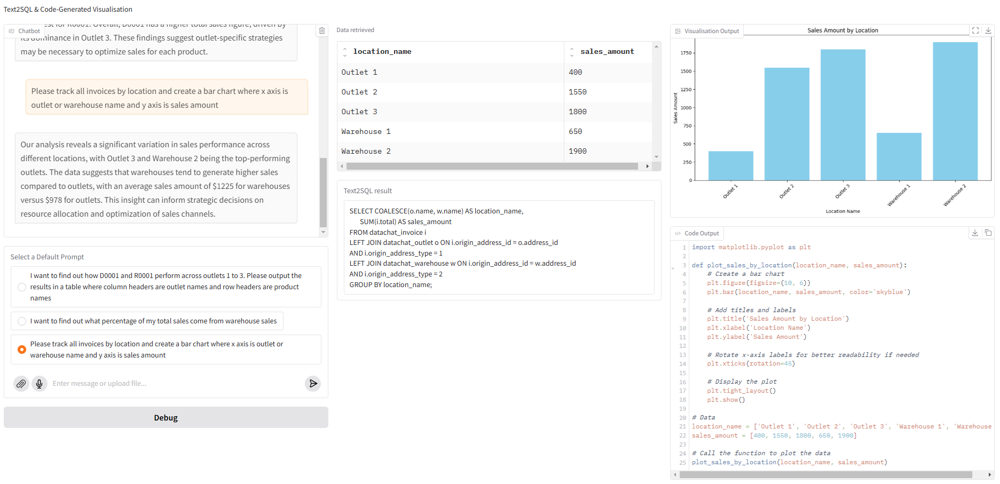 Text2SQL & Code-Generated Visualisation
Chatbot
its dominance in Outlet 3. These findings suggest outlet-specific strategies
may be necessary to optimize sales for each product.
Please track all invoices by location and create a bar chart where x axis is
outlet or warehouse name and y axis is sales amount
Our analysis reveals a significant variation in sales performance across
different locations, with Outlet 3 and Warehouse 2 being the top-performing
outlets. The data suggests that warehouses tend to generate higher sales
compared to outlets, with an average sales amount of $1225 for warehouses
versus $978 for outlets. This insight can inform strategic decisions on
resource allocation and optimization of sales channels.
Select a Default Prompt
I want to find out how D0001 and R0001 perform across outlets 1 to 3. Please output the
results in a table where column headers are outlet names and row headers are product
names
I want to find out what percentage of my total sales come from warehouse sales
Please track all invoices by location and create a bar chart where x axis is outlet or
warehouse name and y axis is sales amount
Enter message or upload file...
Debug
Data retrieved
location_name sales_amount
Outlet 1 400
Outlet 2 1550
Outlet 3 1800
Warehouse 1 650
Warehouse 2 1900
Text2SQL result
SELECT COALESCE(o.name, w.name) AS location_name,
SUM(i.total) AS sales_amount
FROM datachat_invoice i
LEFT JOIN datachat_outlet o ON i.origin_address_id = o.address_id
AND i.origin_address_type = 1
LEFT JOIN datachat_warehouse w ON i.origin_address_id = w.address_id
AND i.origin_address_type = 2
GROUP BY location_name;
Visualisation Output
Sales Amount by Location
Sales Amount
1750
1500
1250
1000
750
500
250
0
Outlet 1
Outlet 2
Outlet 3
Warehouse 1
Warehouse 2
Location Name
Code Output
1 import matplotlib.pyplot as plt
2
3 def plot_sales_by_location(location_name, sales_amount):
4 # Create a bar chart
5 plt.figure(figsize=(10, 6))
6 plt.bar(location_name, sales_amount, color='skyblue')
7
8 # Add titles and labels
9 plt.title('Sales Amount by Location')
10 plt.xlabel('Location Name')
11 plt.ylabel('Sales Amount')
12
13 # Rotate x-axis labels for better readability if needed
14 plt.xticks(rotation=45)
15
16 # Display the plot
17 plt.tight_layout()
18 plt.show()
19
20 # Data
21 location_name = ['Outlet 1', 'Outlet 2', 'Outlet 3', 'Warehouse 1', 'Warehouse
22 sales_amount = [400, 1550, 1800, 650, 1900]
23
24 # Call the function to plot the data
25 plot_sales_by_location(location_name, sales_amount)